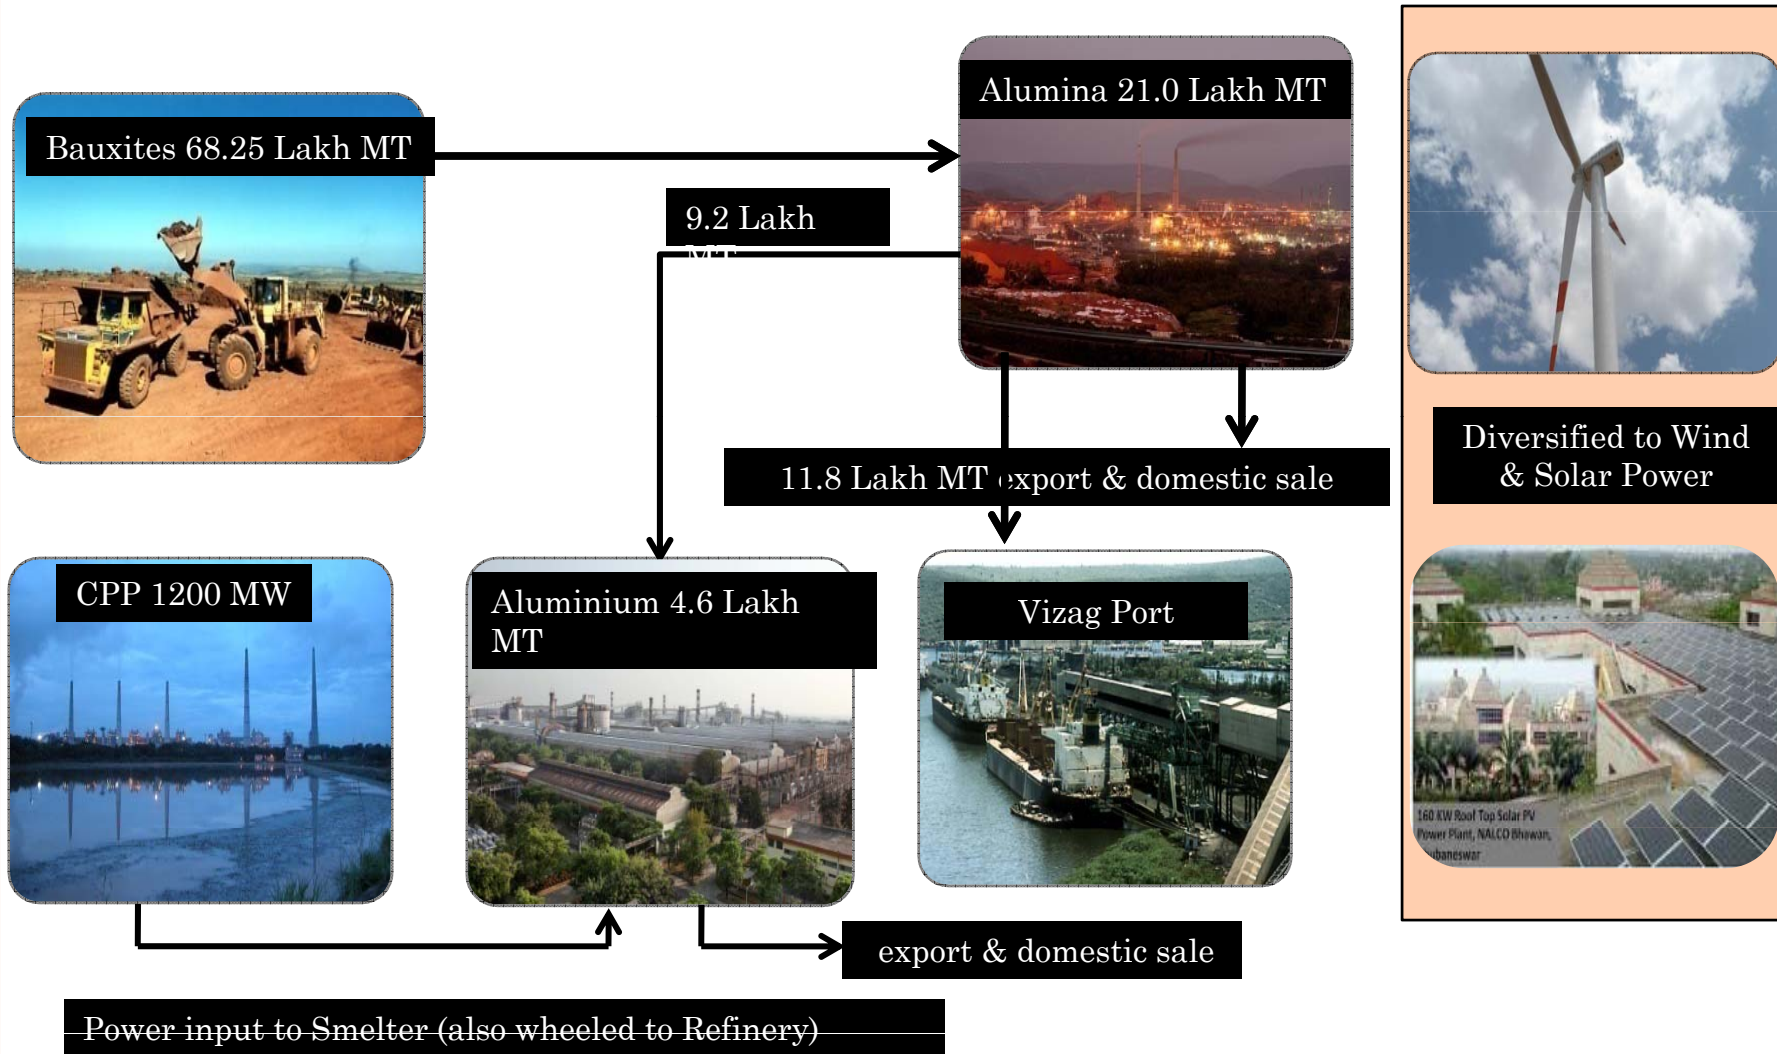 Alumina 21.0 Lakh MT
Bauxites 68.25 Lakh MT
9.2 Lakh
MT
11.8 Lakh MT export & domestic sale
Diversified to Wind
& Solar Power
CPP 1200 MW
Aluminium 4.6 Lakh
MT
Vizag Port
160 KW Roof Top Solar PV
Power Plant, NALCO Bhawan,
Bhubaneswar
export & domestic sale
Power input to Smelter (also wheeled to Refinery)